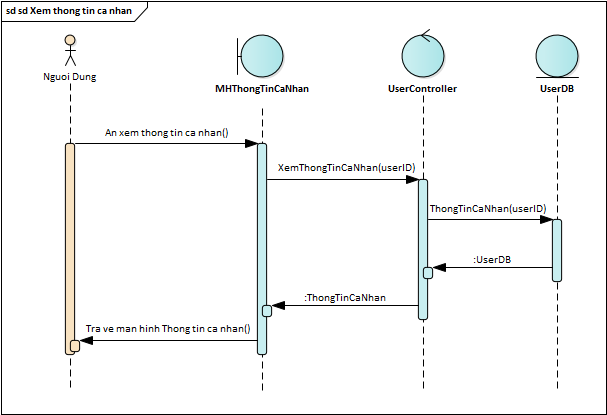 sd sd Xem thong tin ca nhan
Nguoi Dung
MHThongTinCaNhan
UserController
UserDB
An xem thong tin ca nhan()
XemThongTinCaNhan(userID)
ThongTinCaNhan(userID)
:UserDB
:ThongTinCaNhan
Tra ve man hinh Thong tin ca nhan()